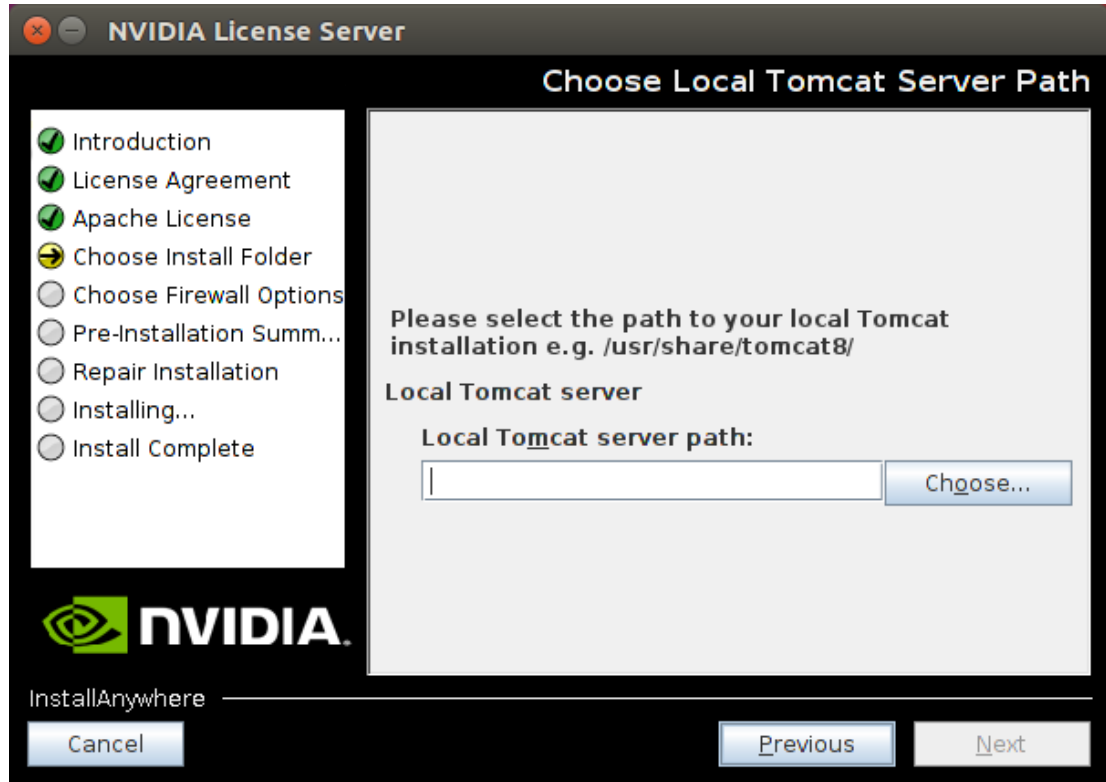 NVIDIA License Server
Choose Local Tomcat Server Path
Introduction
License Agreement
Apache License
Choose Install Folder
Choose Firewall Options
Pre-Installation Summ...
Repair Installation
Installing...
Install Complete
Please select the path to your local Tomcat
installation e.g. /usr/share/tomcat8/
Local Tomcat server
Local Tomcat server path:
Choose...
NVIDIA.
InstallAnywhere
Cancel
Previous
Next